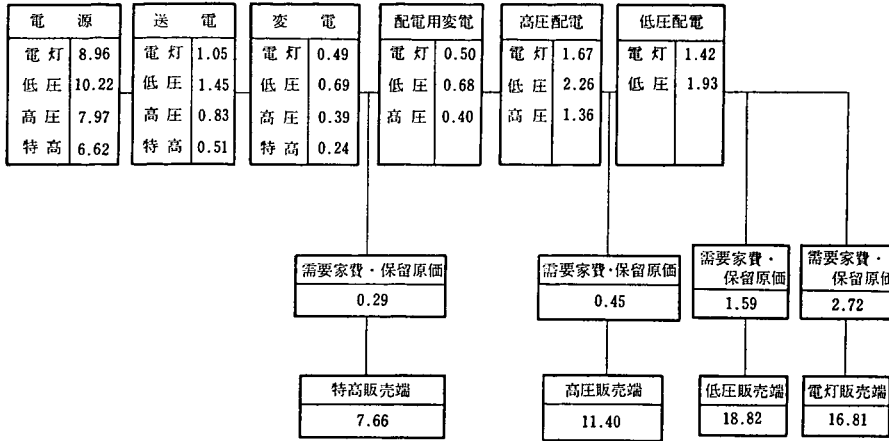 電源
電灯 8.96
低圧 10.22
高圧 7.97
特高 6.62
送電
電灯 1.05
低圧 1.45
高圧 0.83
特高 0.51
変電
電灯 0.49
低圧 0.69
高圧 0.39
特高 0.24
配電用変電
電灯 0.50
低圧 0.68
高圧 0.40
高圧配電
電灯 1.67
低圧 2.26
高圧 1.36
低圧配電
電灯 1.42
低圧 1.93
需要家費・保留原価
0.29
需要家費・保留原価
0.45
需要家費・
保留原価
1.59
需要家費・
保留原価
2.72
特高販売端
7.66
高圧販売端
11.40
低圧販売端
18.82
電灯販売端
16.81